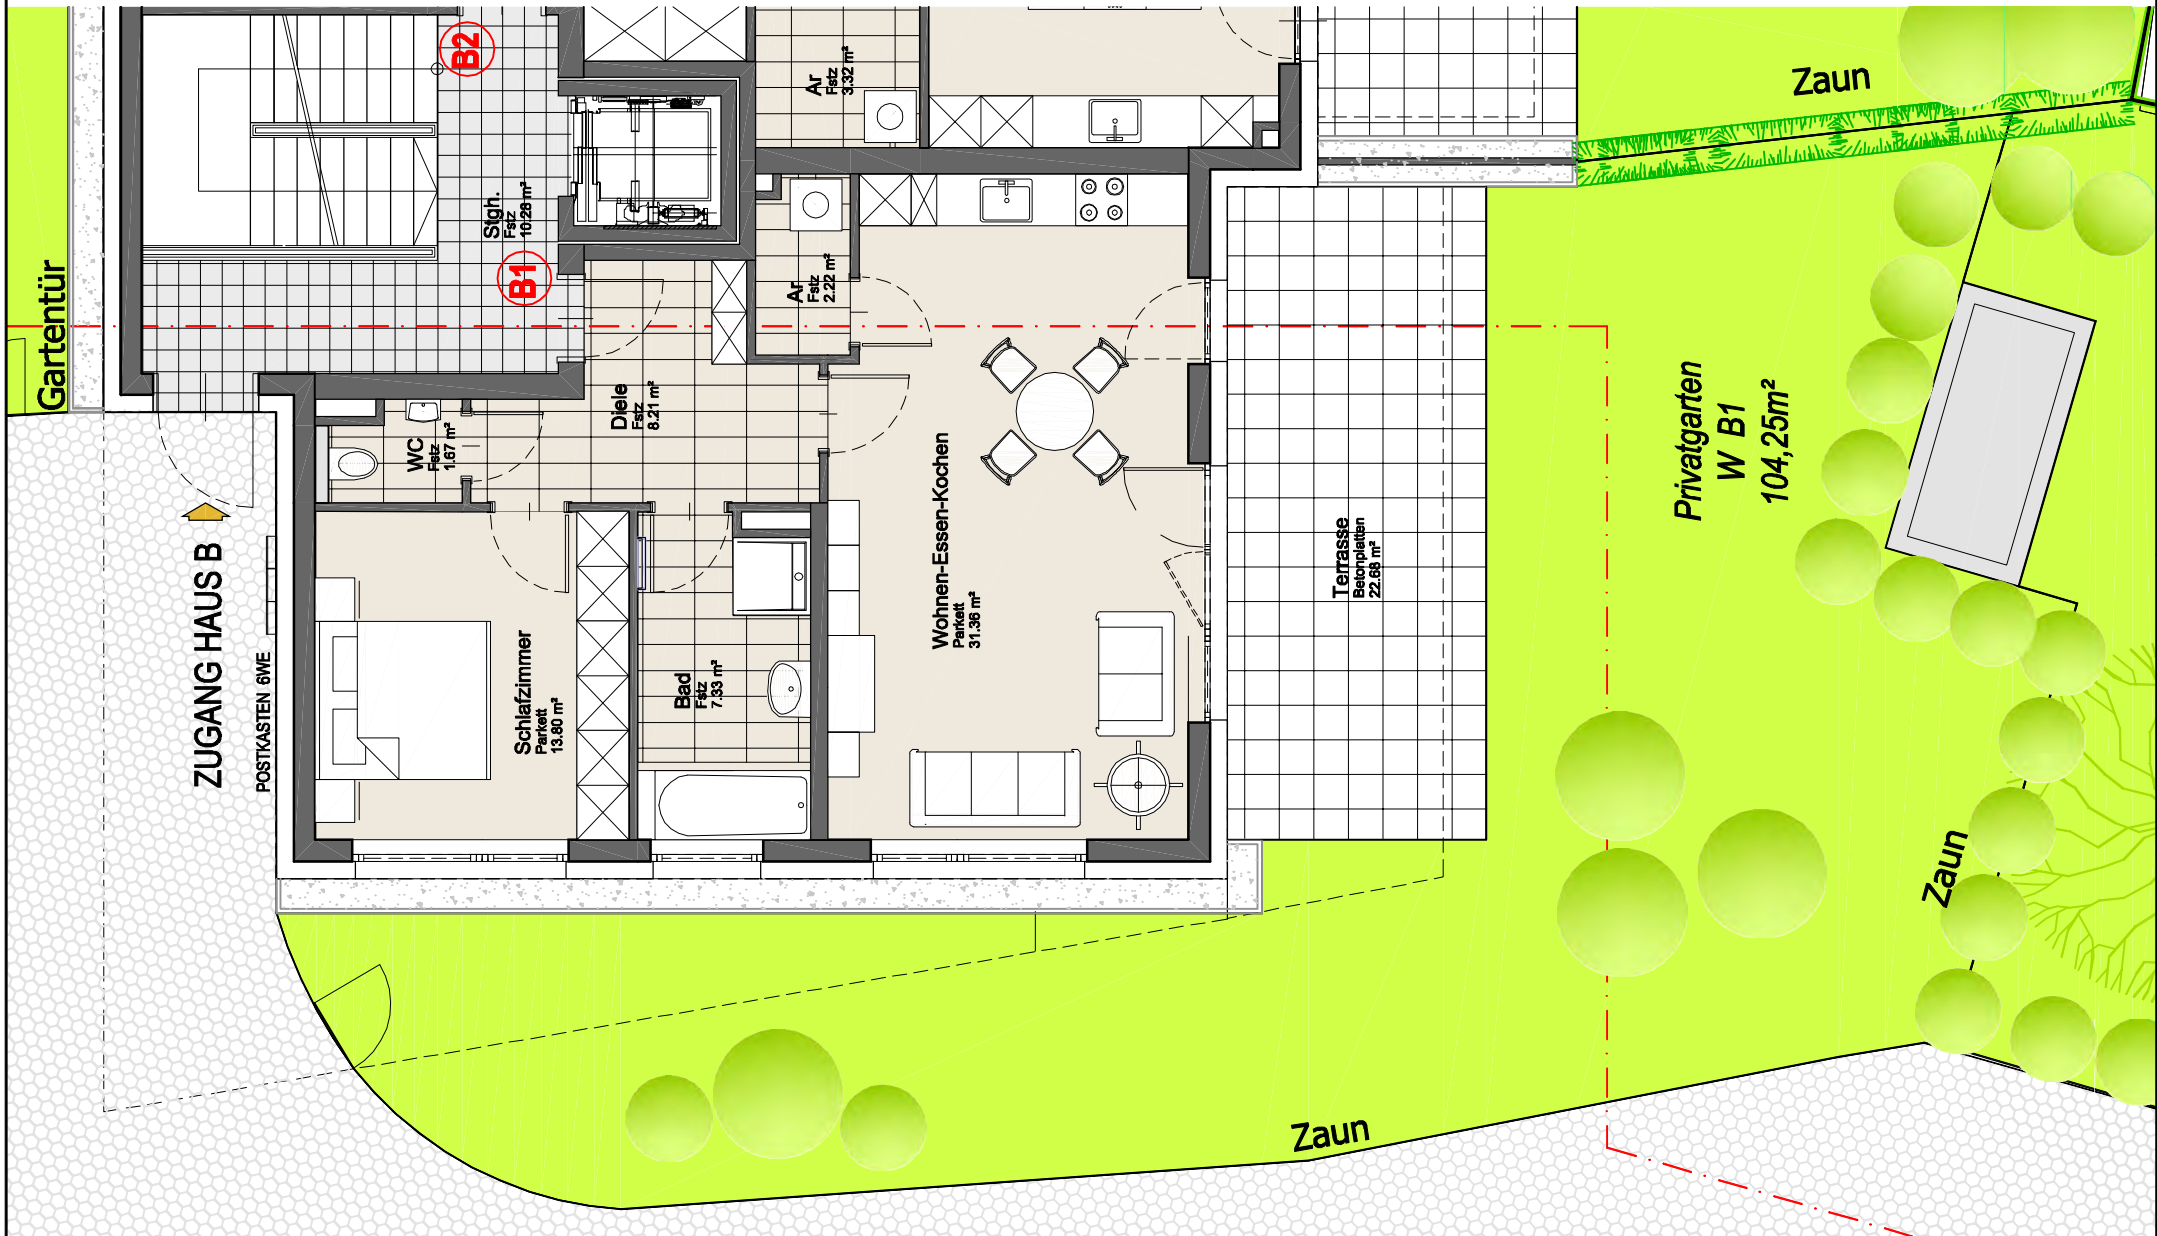 B2
Ar
Fstz
3.32 m²
Zaun
Stgh.
Fstz
10.28 m²
B1
Ar
Fstz
2.22 m²
Gartentür
Diele
Fstz
8.21 m²
WC
Fstz
1.67 m²
Wohnen-Essen-Kochen
Parkett
31.36 m²
Privatgarten
W B1
104,25m²
Terrasse
Betonplatten
22.68 m²
ZUGANG HAUS B
POSTKASTEN 6WE
Schlafzimmer
Parkett
13.80 m²
Bad
Fstz
7.33 m²
Zaun
Zaun